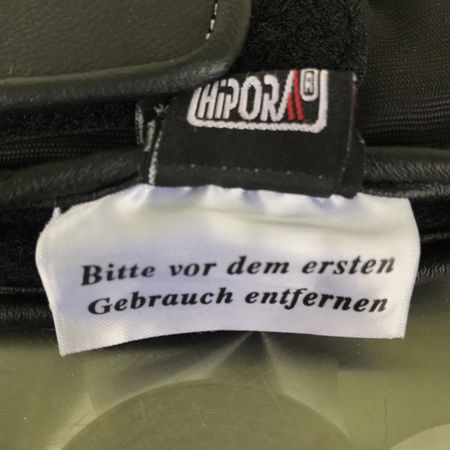 HiPORA
Bitte vor dem ersten
Gebrauch entfernen